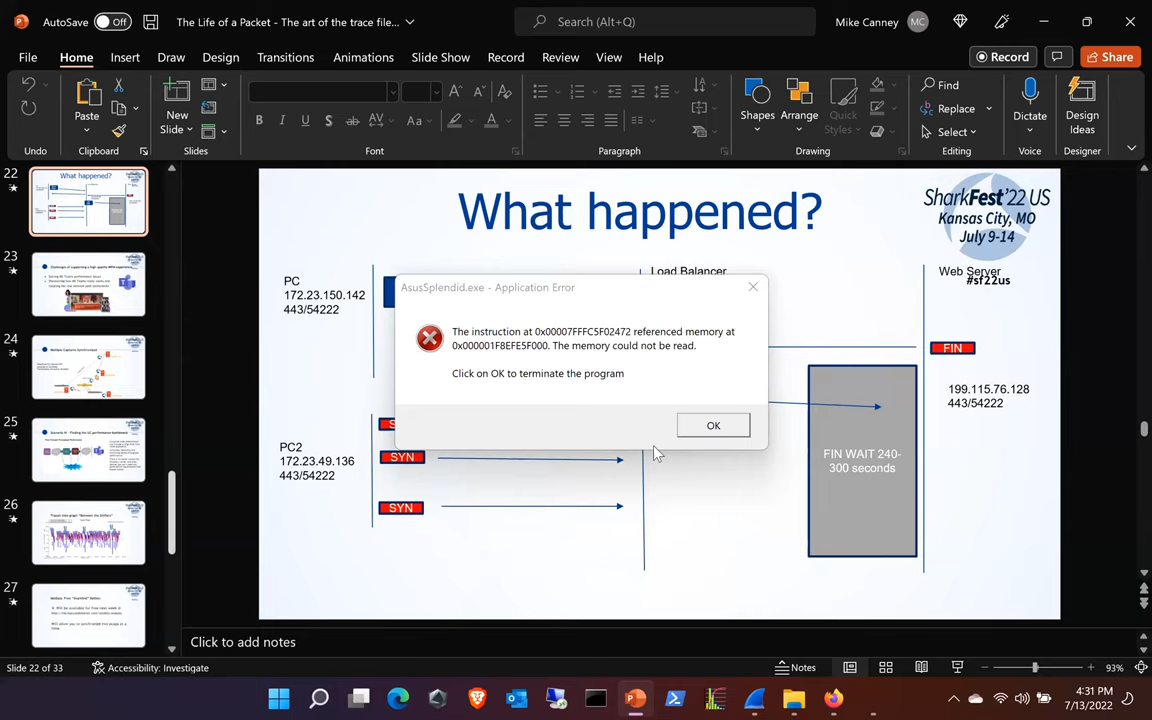 AutoSave
Off
The Life of a Packet - The art of the trace file...
Search (Alt+Q)
Mike Canney
MC
File
Home
Insert
Draw
Design
Transitions
Animations
Slide Show
Record
Review
View
Help
Record
Share
Paste
New
Slide
Find
Replace
Select
Shapes
Arrange
Quick
Styles
Dictate
Design
Ideas
Undo
Clipboard
Slides
Font
Paragraph
Drawing
Editing
Voice
Designer
22
What happened?
23
24
25
26
27
What happened?
SharkFest'22 US
Kansas City, MO
July 9-14
#sf22us
PC
172.23.150.142
443/54222
Load Balancer
Web Server
FIN
199.115.76.128
443/54222
AsusSplendid.exe - Application Error
The instruction at 0x00007FFFC5F02472 referenced memory at
0x000001F8EFE5F000. The memory could not be read.
Click on OK to terminate the program
OK
PC2
172.23.49.136
443/54222
SYN
SYN
FIN WAIT 240-
300 seconds
Click to add notes
Slide 22 of 33
Accessibility: Investigate
Notes
93%
4:31 PM
7/13/2022